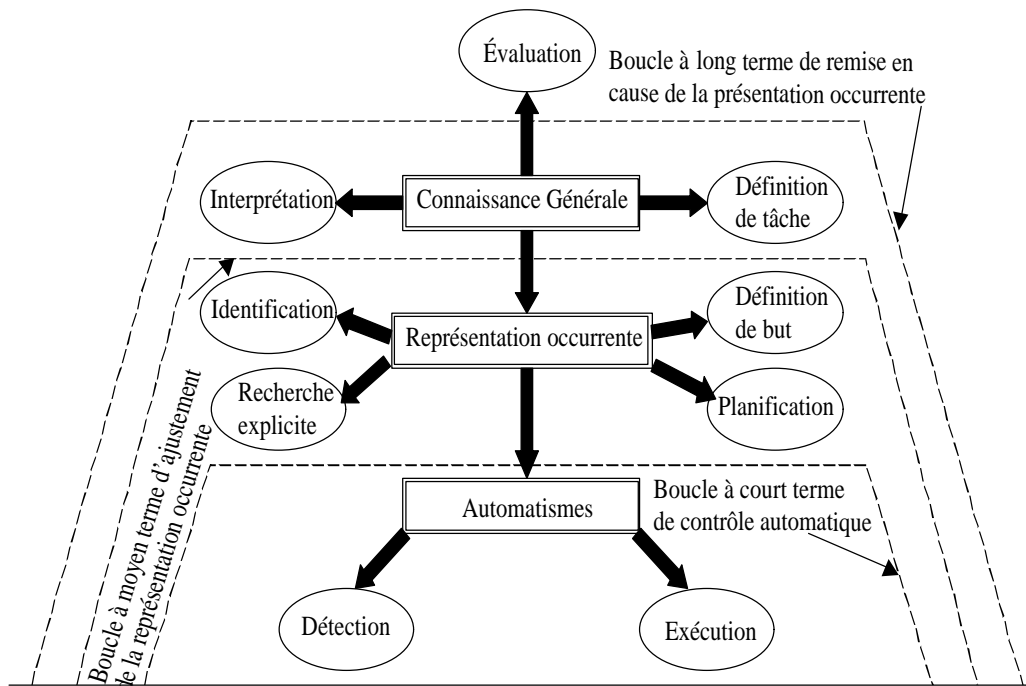 Évaluation
Boucle à long terme de remise en
cause de la présentation occurrente
Interprétation
Connaissance Générale
Définition
de tâche
Identification
Représentation occurrente
Définition
de but
Recherche
explicite
Planification
Boucle à moyen terme d'ajustement
de la représentation occurrente
Automatismes
Boucle à court terme
de contrôle automatique
Détection
Exécution